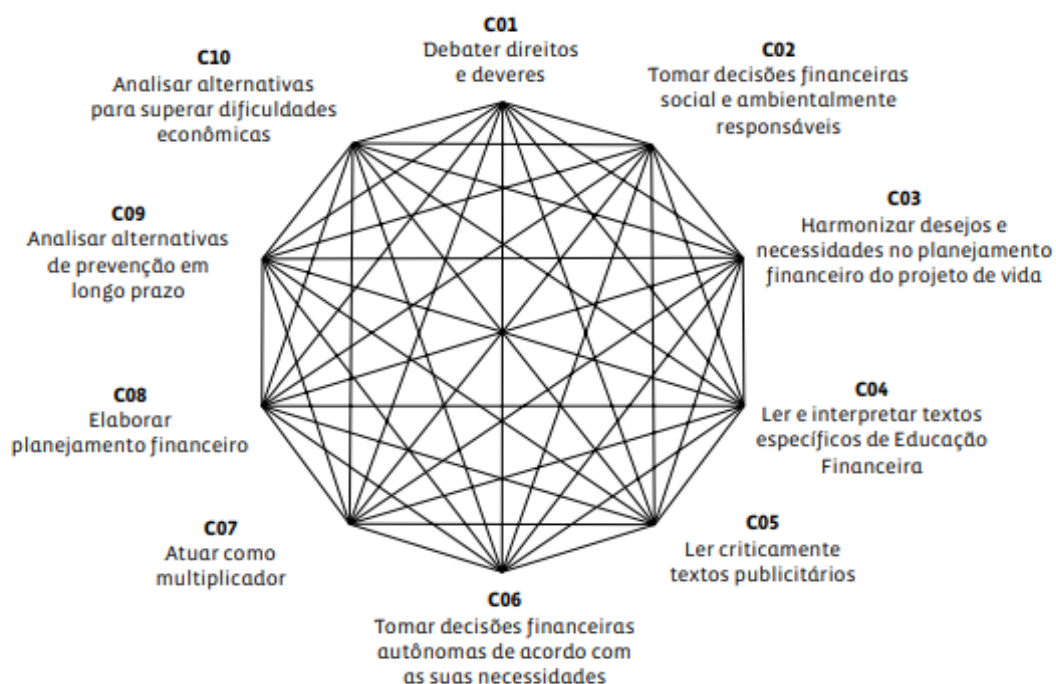 C01
Debater direitos
e deveres
C02
Tomar decisões financeiras
social e ambientalmente
responsáveis
C03
Harmonizar desejos e
necessidades no planejamento
financeiro do projeto de vida
C04
Ler e interpretar textos
específicos de Educação
Financeira
C05
Ler criticamente
textos publicitários
C06
Tomar decisões financeiras
autônomas de acordo com
as suas necessidades
C07
Atuar como
multiplicador
C08
Elaborar
planejamento financeiro
C09
Analisar alternativas
de prevenção em
longo prazo
C10
Analisar alternativas
para superar dificuldades
econômicas